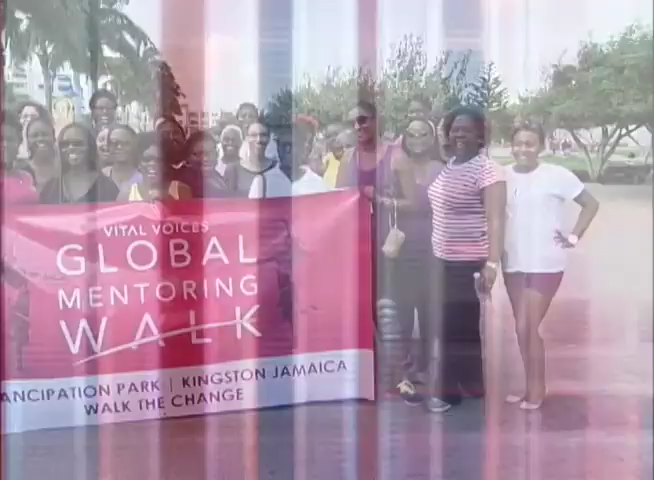 VITAL VOICES
GLOBAL
MENTORING
WALK
ANCIPATION PARK | KINGSTON JAMAICA
WALK THE CHANGE